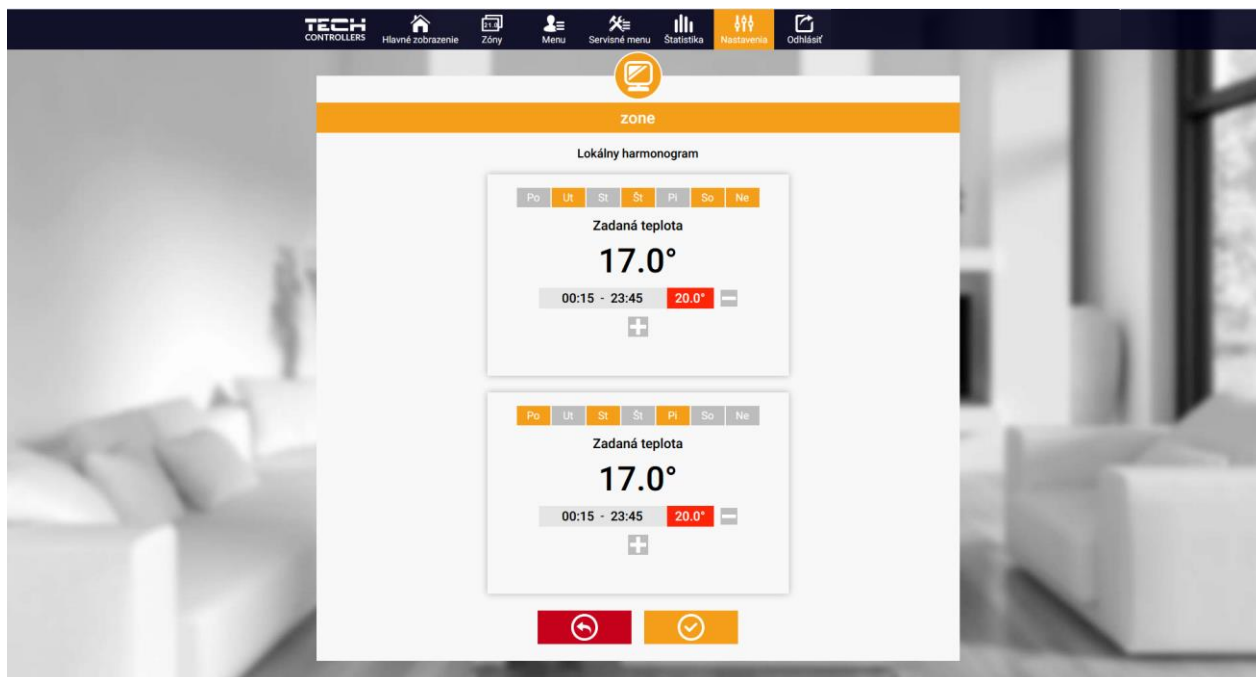 TECH
CONTROLLERS
Hlavné zobrazenie
21.0
Zóny
Menu
Servisné menu
Štatistika
Nastavenia
Odhlásiť
zone
Lokálny harmonogram
Po Ut St Št Pi So Ne
Zadaná teplota
17.0°
00:15 - 23:45 20.0°
Po Ut St Št Pi So Ne
Zadaná teplota
17.0°
00:15 - 23:45 20.0°